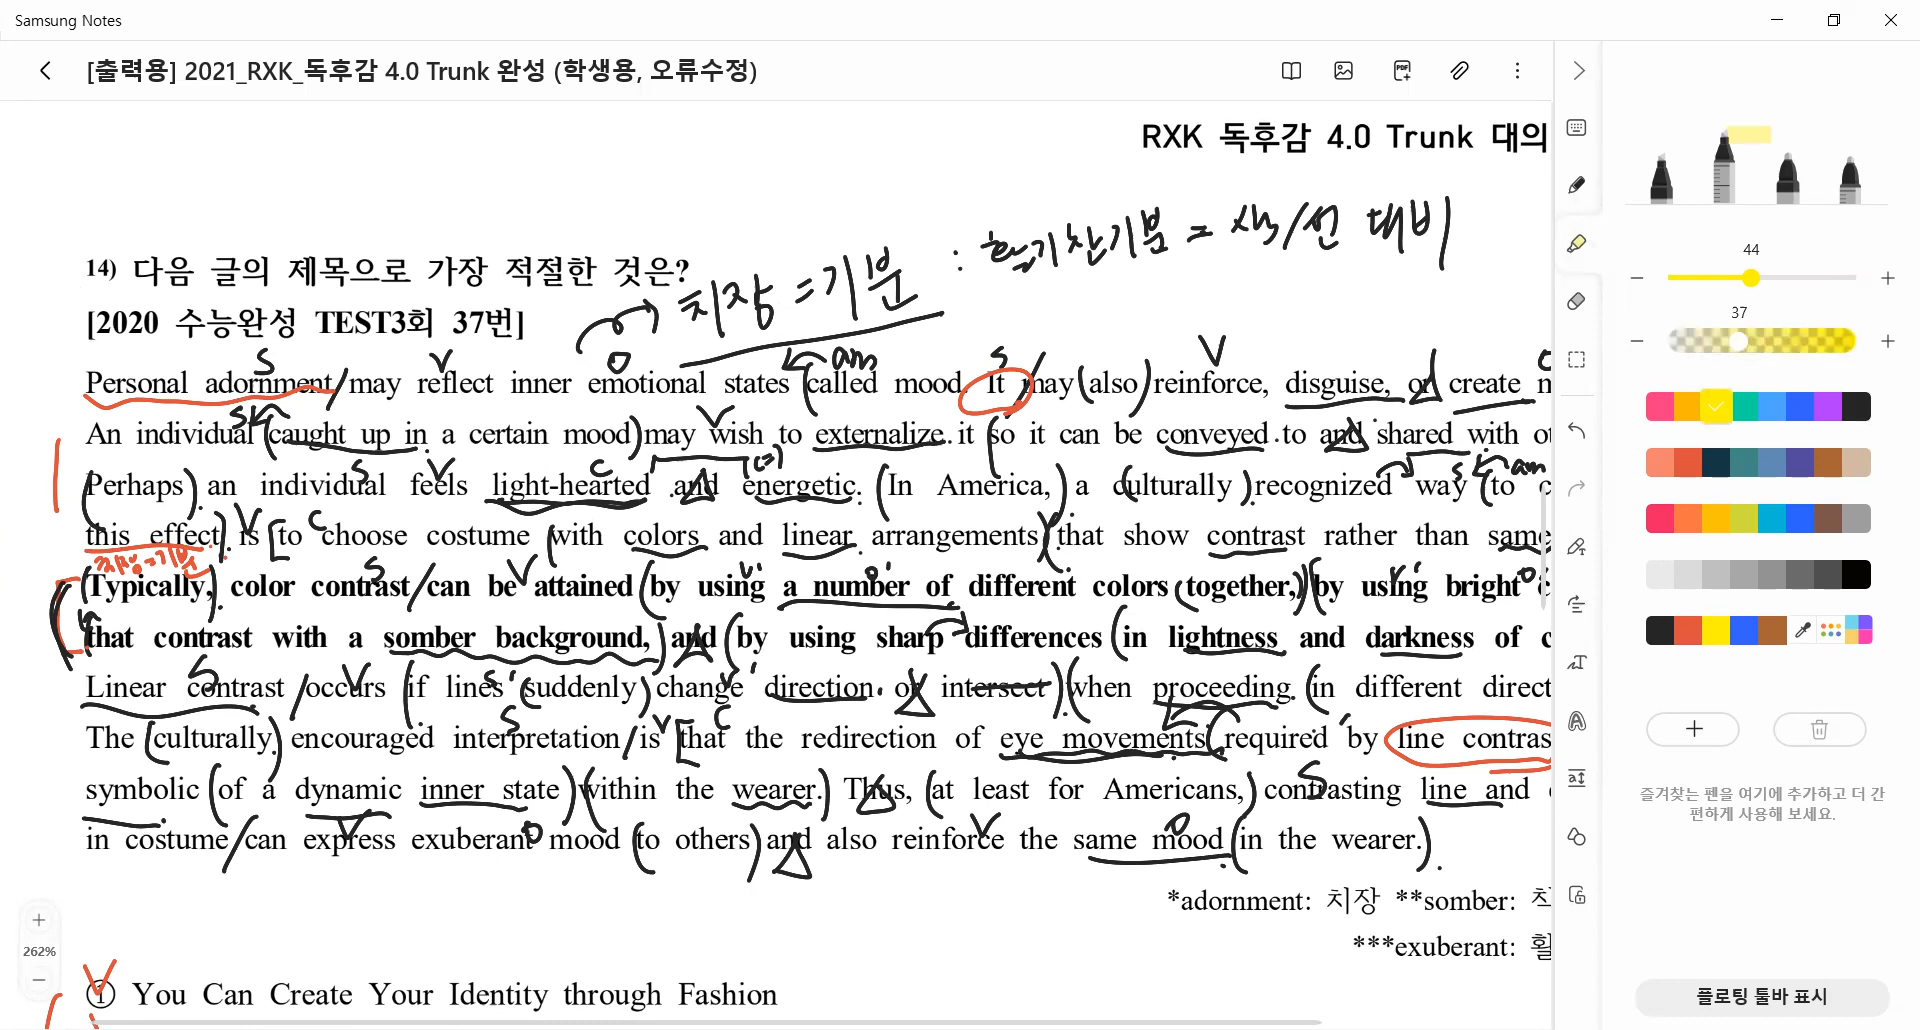 Samsung Notes
[출력용] 2021_RXK_독후감 4.0 Trunk 완성 (학생용, 오류수정)
RXK 독후감 4.0 Trunk 대의
치장 = 기분 : 활기찬기분 = 색/선 대비
14) 다음 글의 제목으로 가장 적절한 것은?
[2020 수능완성 TEST3회 37번]
S V O am S V
Personal adornment may reflect inner emotional states called mood. It may also reinforce, disguise, or create
S V
An individual caught up in a certain mood may wish to externalize it so it can be conveyed to and shared with
S V C (=) S am
Perhaps an individual feels light-hearted and energetic. In America, a culturally recognized way to
V C
this effect is to choose costume with colors and linear arrangements that show contrast rather than
치장=기분
S V V' O' V' O'
Typically, color contrast can be attained by using a number of different colors together, by using bright
that contrast with a somber background, and by using sharp differences in lightness and darkness of
S V S' V'
Linear contrast occurs if lines suddenly change direction or intersect when proceeding in different
S V C
The culturally encouraged interpretation is that the redirection of eye movements required by line
S
symbolic of a dynamic inner state within the wearer. Thus, at least for Americans, contrasting line and
V O V O
in costume can express exuberant mood to others and also reinforce the same mood in the wearer.
*adornment: 치장 **somber:
***exuberant:
① You Can Create Your Identity through Fashion
V
44
37
262%
즐겨찾는 펜을 여기에 추가하고 더 간
편하게 사용해 보세요.
플로팅 툴바 표시